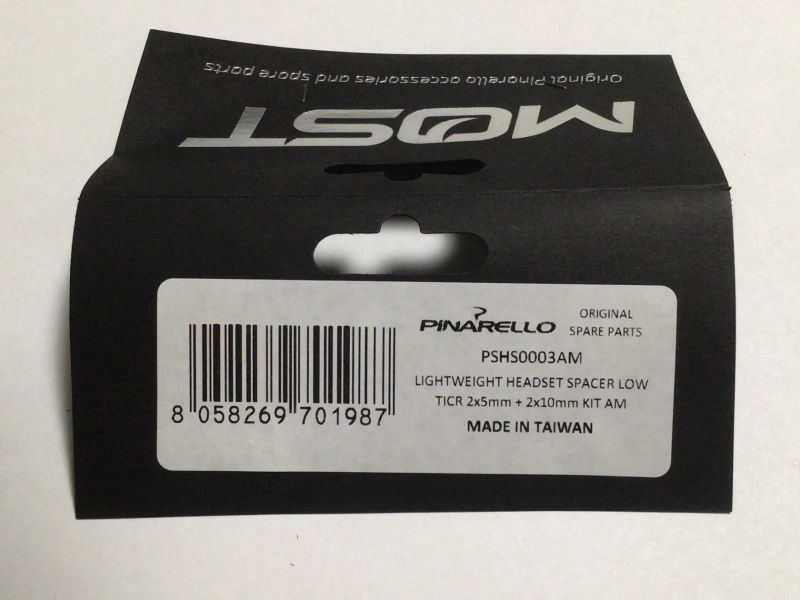 Original Pinarello accessories and spare parts
MOST
PINARELLO
ORIGINAL
SPARE PARTS
PSHS0003AM
LIGHTWEIGHT HEADSET SPACER LOW
TICR 2x5mm + 2x10mm KIT AM
MADE IN TAIWAN
8 058269 701987